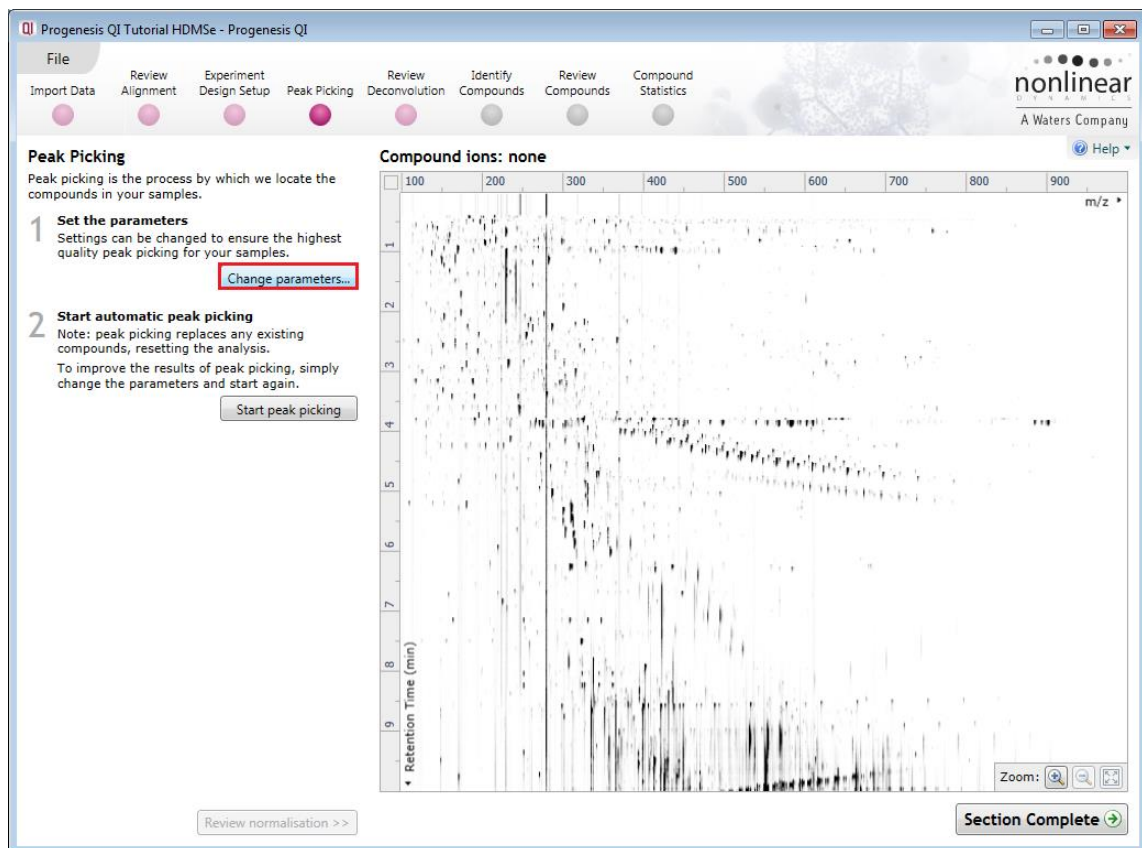 Progenesis QI Tutorial HDMSe - Progenesis QI
File
Import Data
Review Alignment
Experiment Design Setup
Peak Picking
Review Deconvolution
Identify Compounds
Review Compounds
Compound Statistics
nonlinear
DYNAMICS
A Waters Company
Help
Peak Picking
Peak picking is the process by which we locate the
compounds in your samples.
1
Set the parameters
Settings can be changed to ensure the highest
quality peak picking for your samples.
Change parameters...
2
Start automatic peak picking
Note: peak picking replaces any existing
compounds, resetting the analysis.
To improve the results of peak picking, simply
change the parameters and start again.
Start peak picking
Review normalisation >>
Compound ions: none
100 200 300 400 500 600 700 800 900
m/z
1
2
3
4
5
6
7
8
9
Retention Time (min)
Zoom:
Section Complete